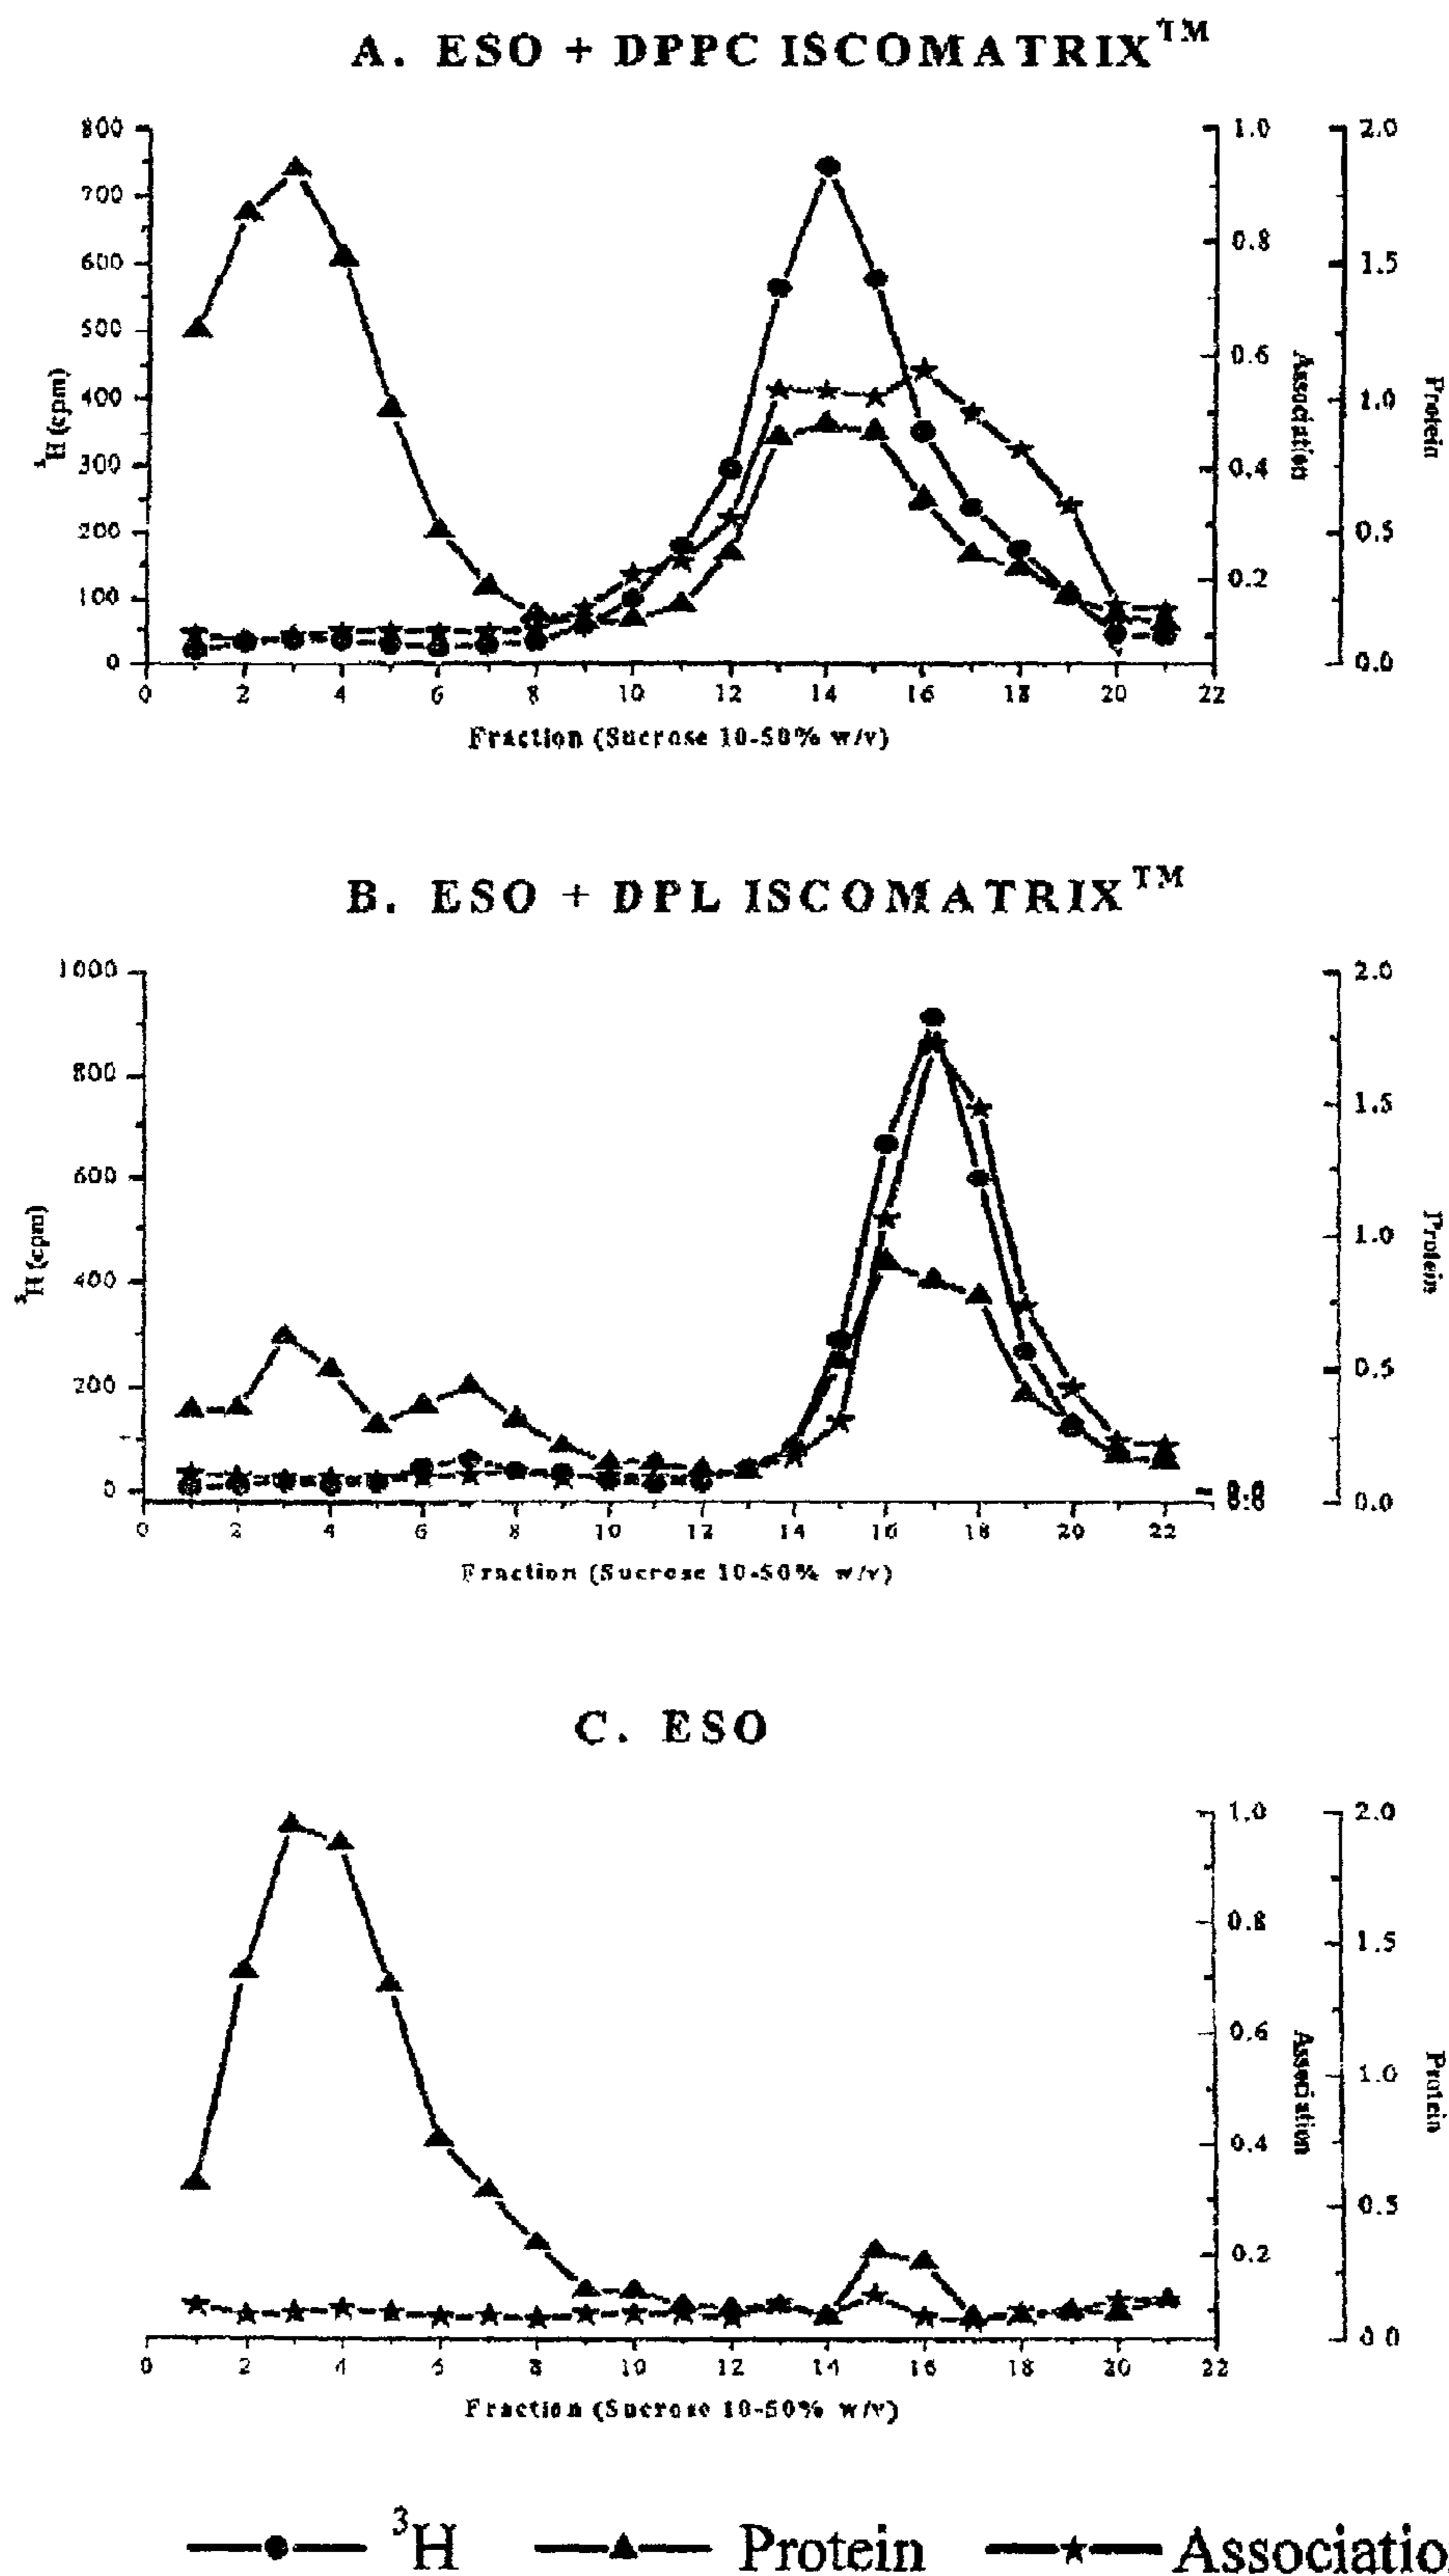 A. ESO + DPPC ISCOMATRIX™
800
700
600
500
400
300
200
100
0
³H (cpm)
1.0
0.8
0.6
0.4
0.2
Association
2.0
1.5
1.0
0.5
0.0
Protein
0 2 4 6 8 10 12 14 16 18 20 22
Fraction (Sucrose 10-50% w/v)
B. ESO + DPL ISCOMATRIX™
1000
800
600
400
200
0
³H (cpm)
2.0
1.5
1.0
0.5
0.0
Protein
0 2 4 6 8 10 12 14 16 18 20 22
Fraction (Sucrose 10-50% w/v)
C. ESO
1.0
0.8
0.6
0.4
0.2
Association
2.0
1.5
1.0
0.5
0.0
Protein
0 2 4 6 8 10 12 14 16 18 20 22
Fraction (Sucrose 10-50% w/v)
³H Protein Associatio